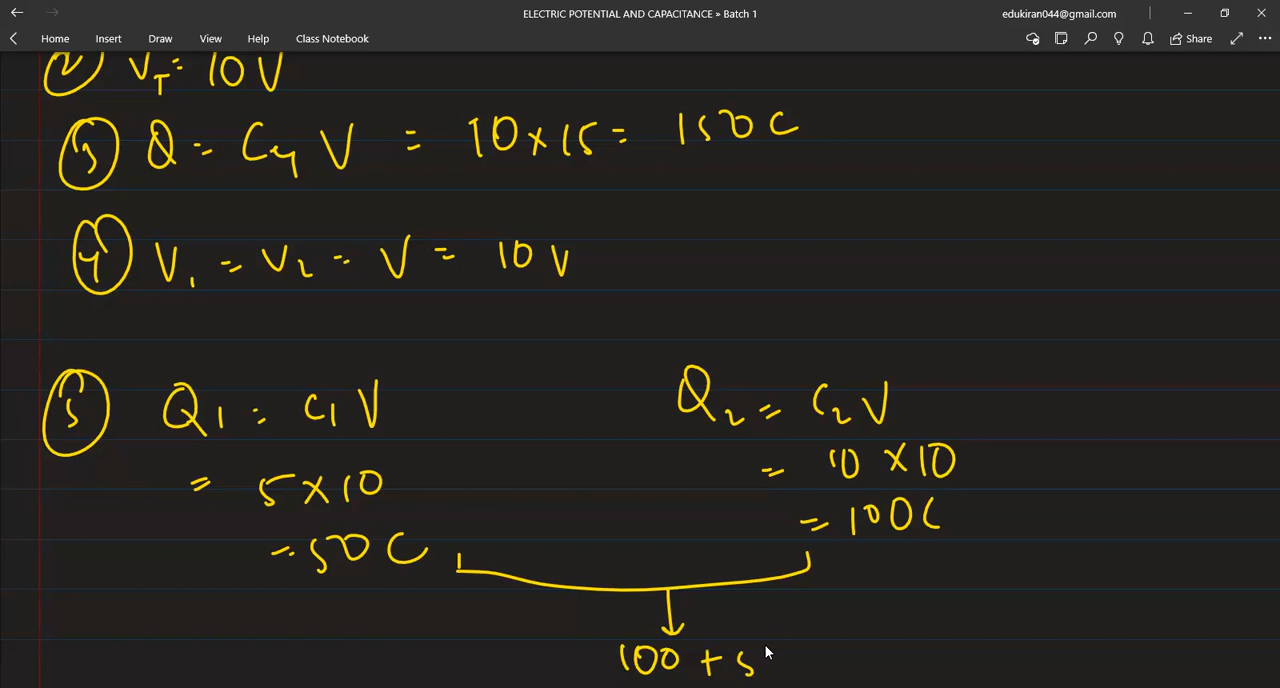 ELECTRIC POTENTIAL AND CAPACITANCE » Batch 1
edukiran044@gmail.com
Home Insert Draw View Help Class Notebook
Share
② V_T = 10 V
③ Q = C_eq V = 10 × 15 = 150 C
④ V_1 = V_2 = V = 10 V
⑤ Q_1 = C_1 V
Q_2 = C_2 V
= 5 × 10
= 10 × 10
= 50 C
= 100 C
100 + 5